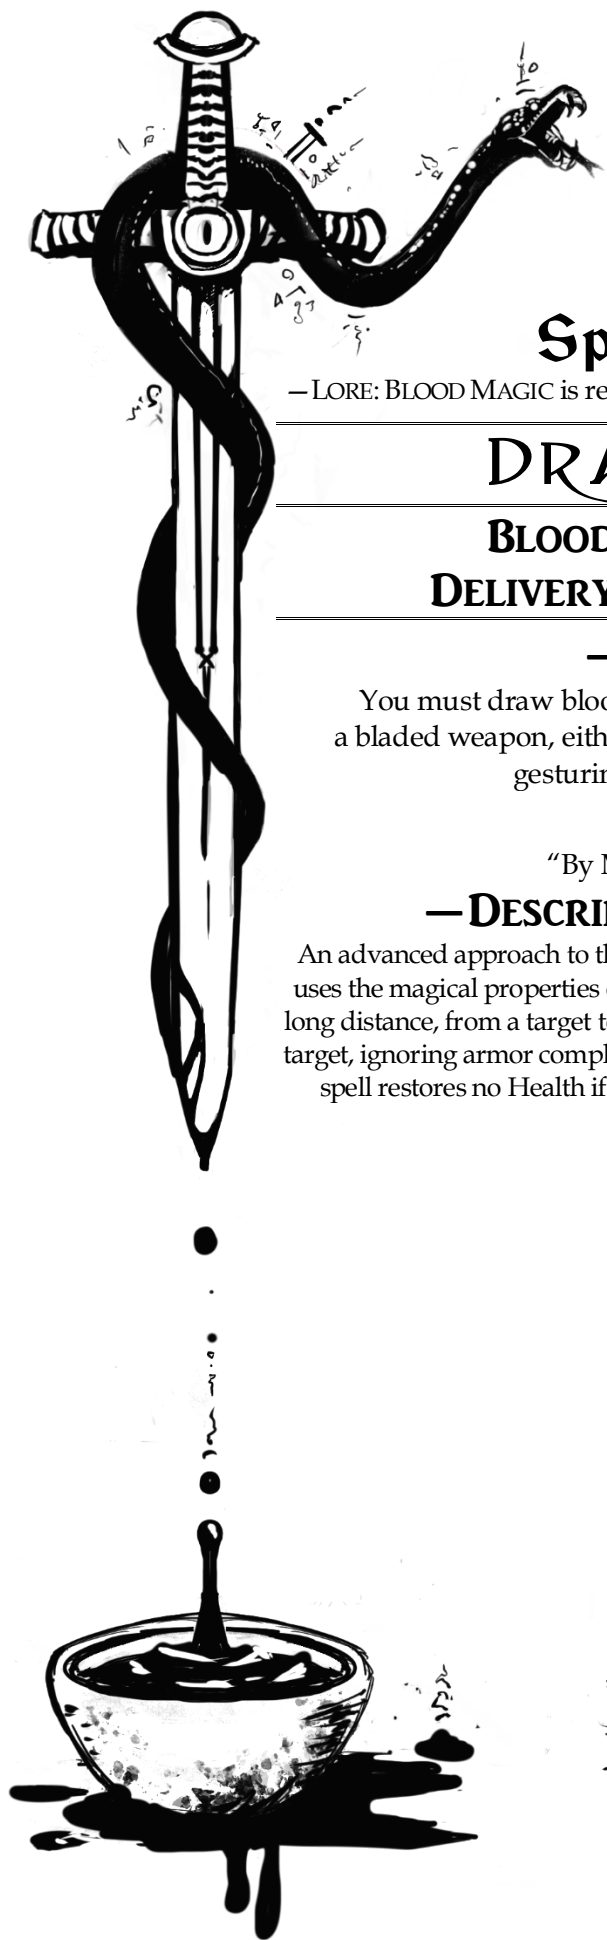 Sp
—LORE: BLOOD MAGIC is re
DRA
BLOOD
DELIVERY
—
You must draw bloo
a bladed weapon, eith
gesturin
“By M
—DESCRI
An advanced approach to th
uses the magical properties
long distance, from a target t
target, ignoring armor compl
spell restores no Health if